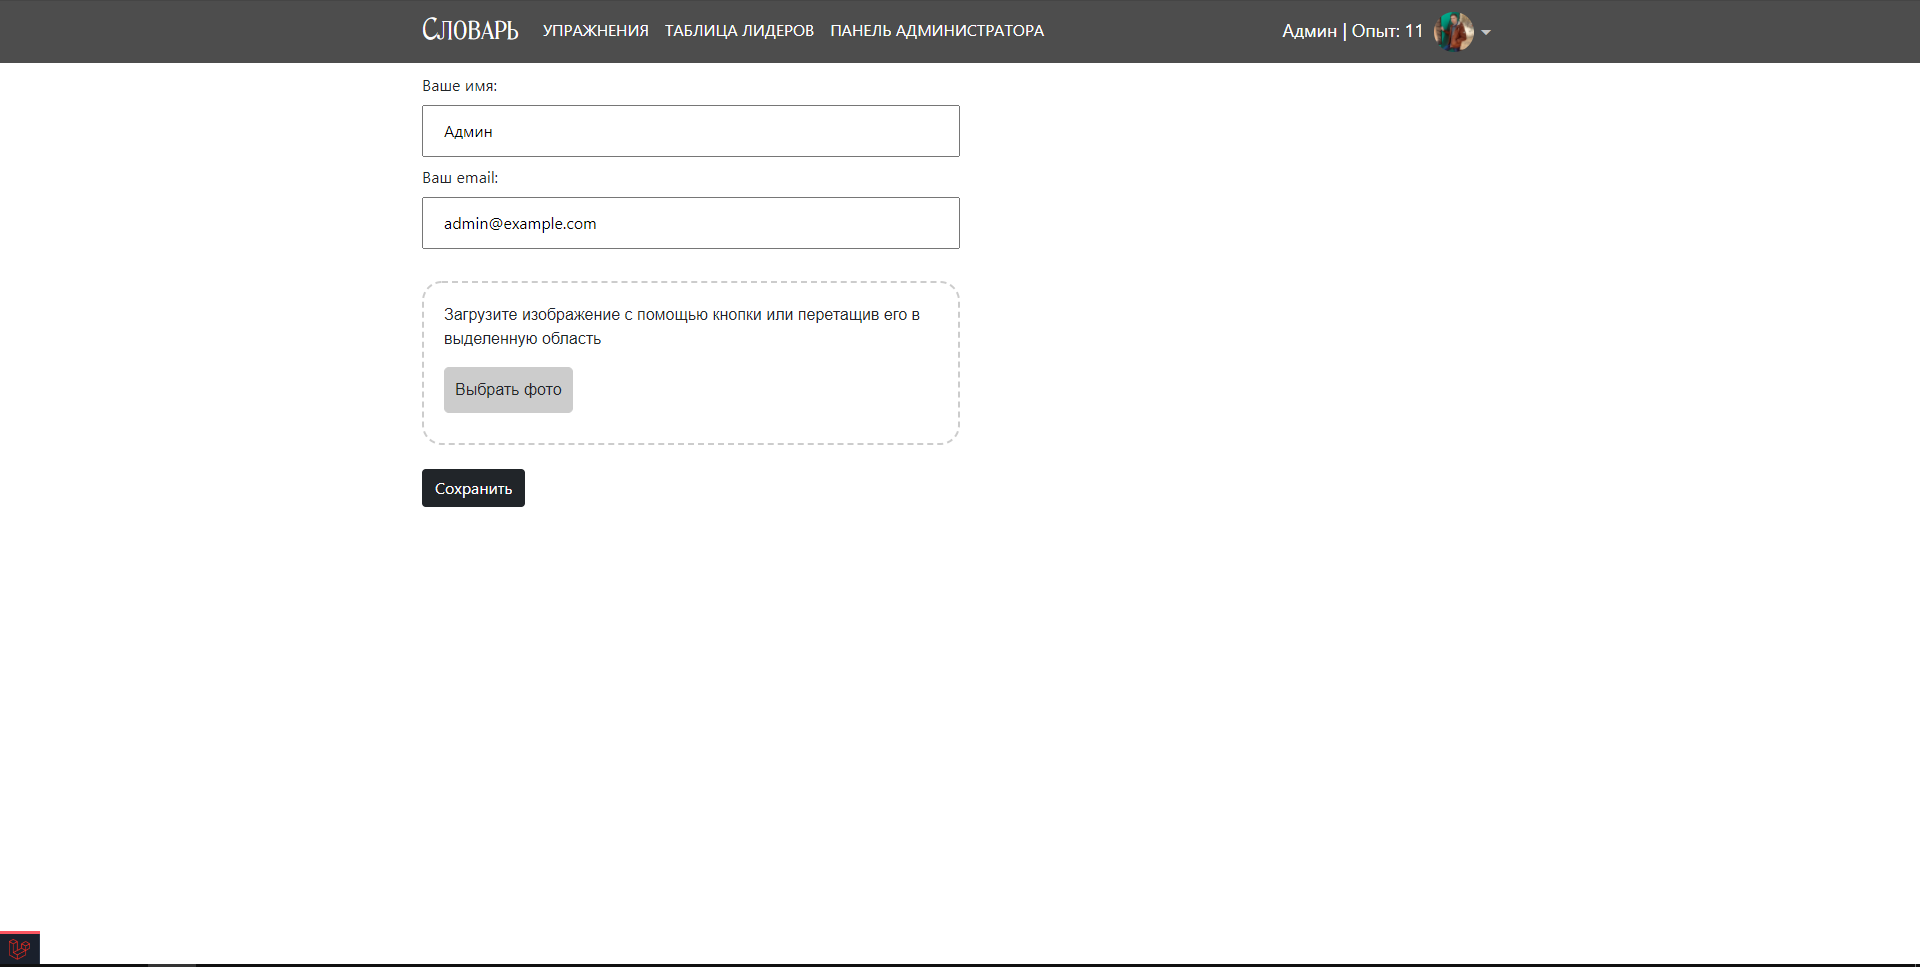 Словарь УПРАЖНЕНИЯ ТАБЛИЦА ЛИДЕРОВ ПАНЕЛЬ АДМИНИСТРАТОРА Админ | Опыт: 11
Ваше имя:
Админ
Ваш email:
admin@example.com
Загрузите изображение с помощью кнопки или перетащив его в
выделенную область
Выбрать фото
Сохранить